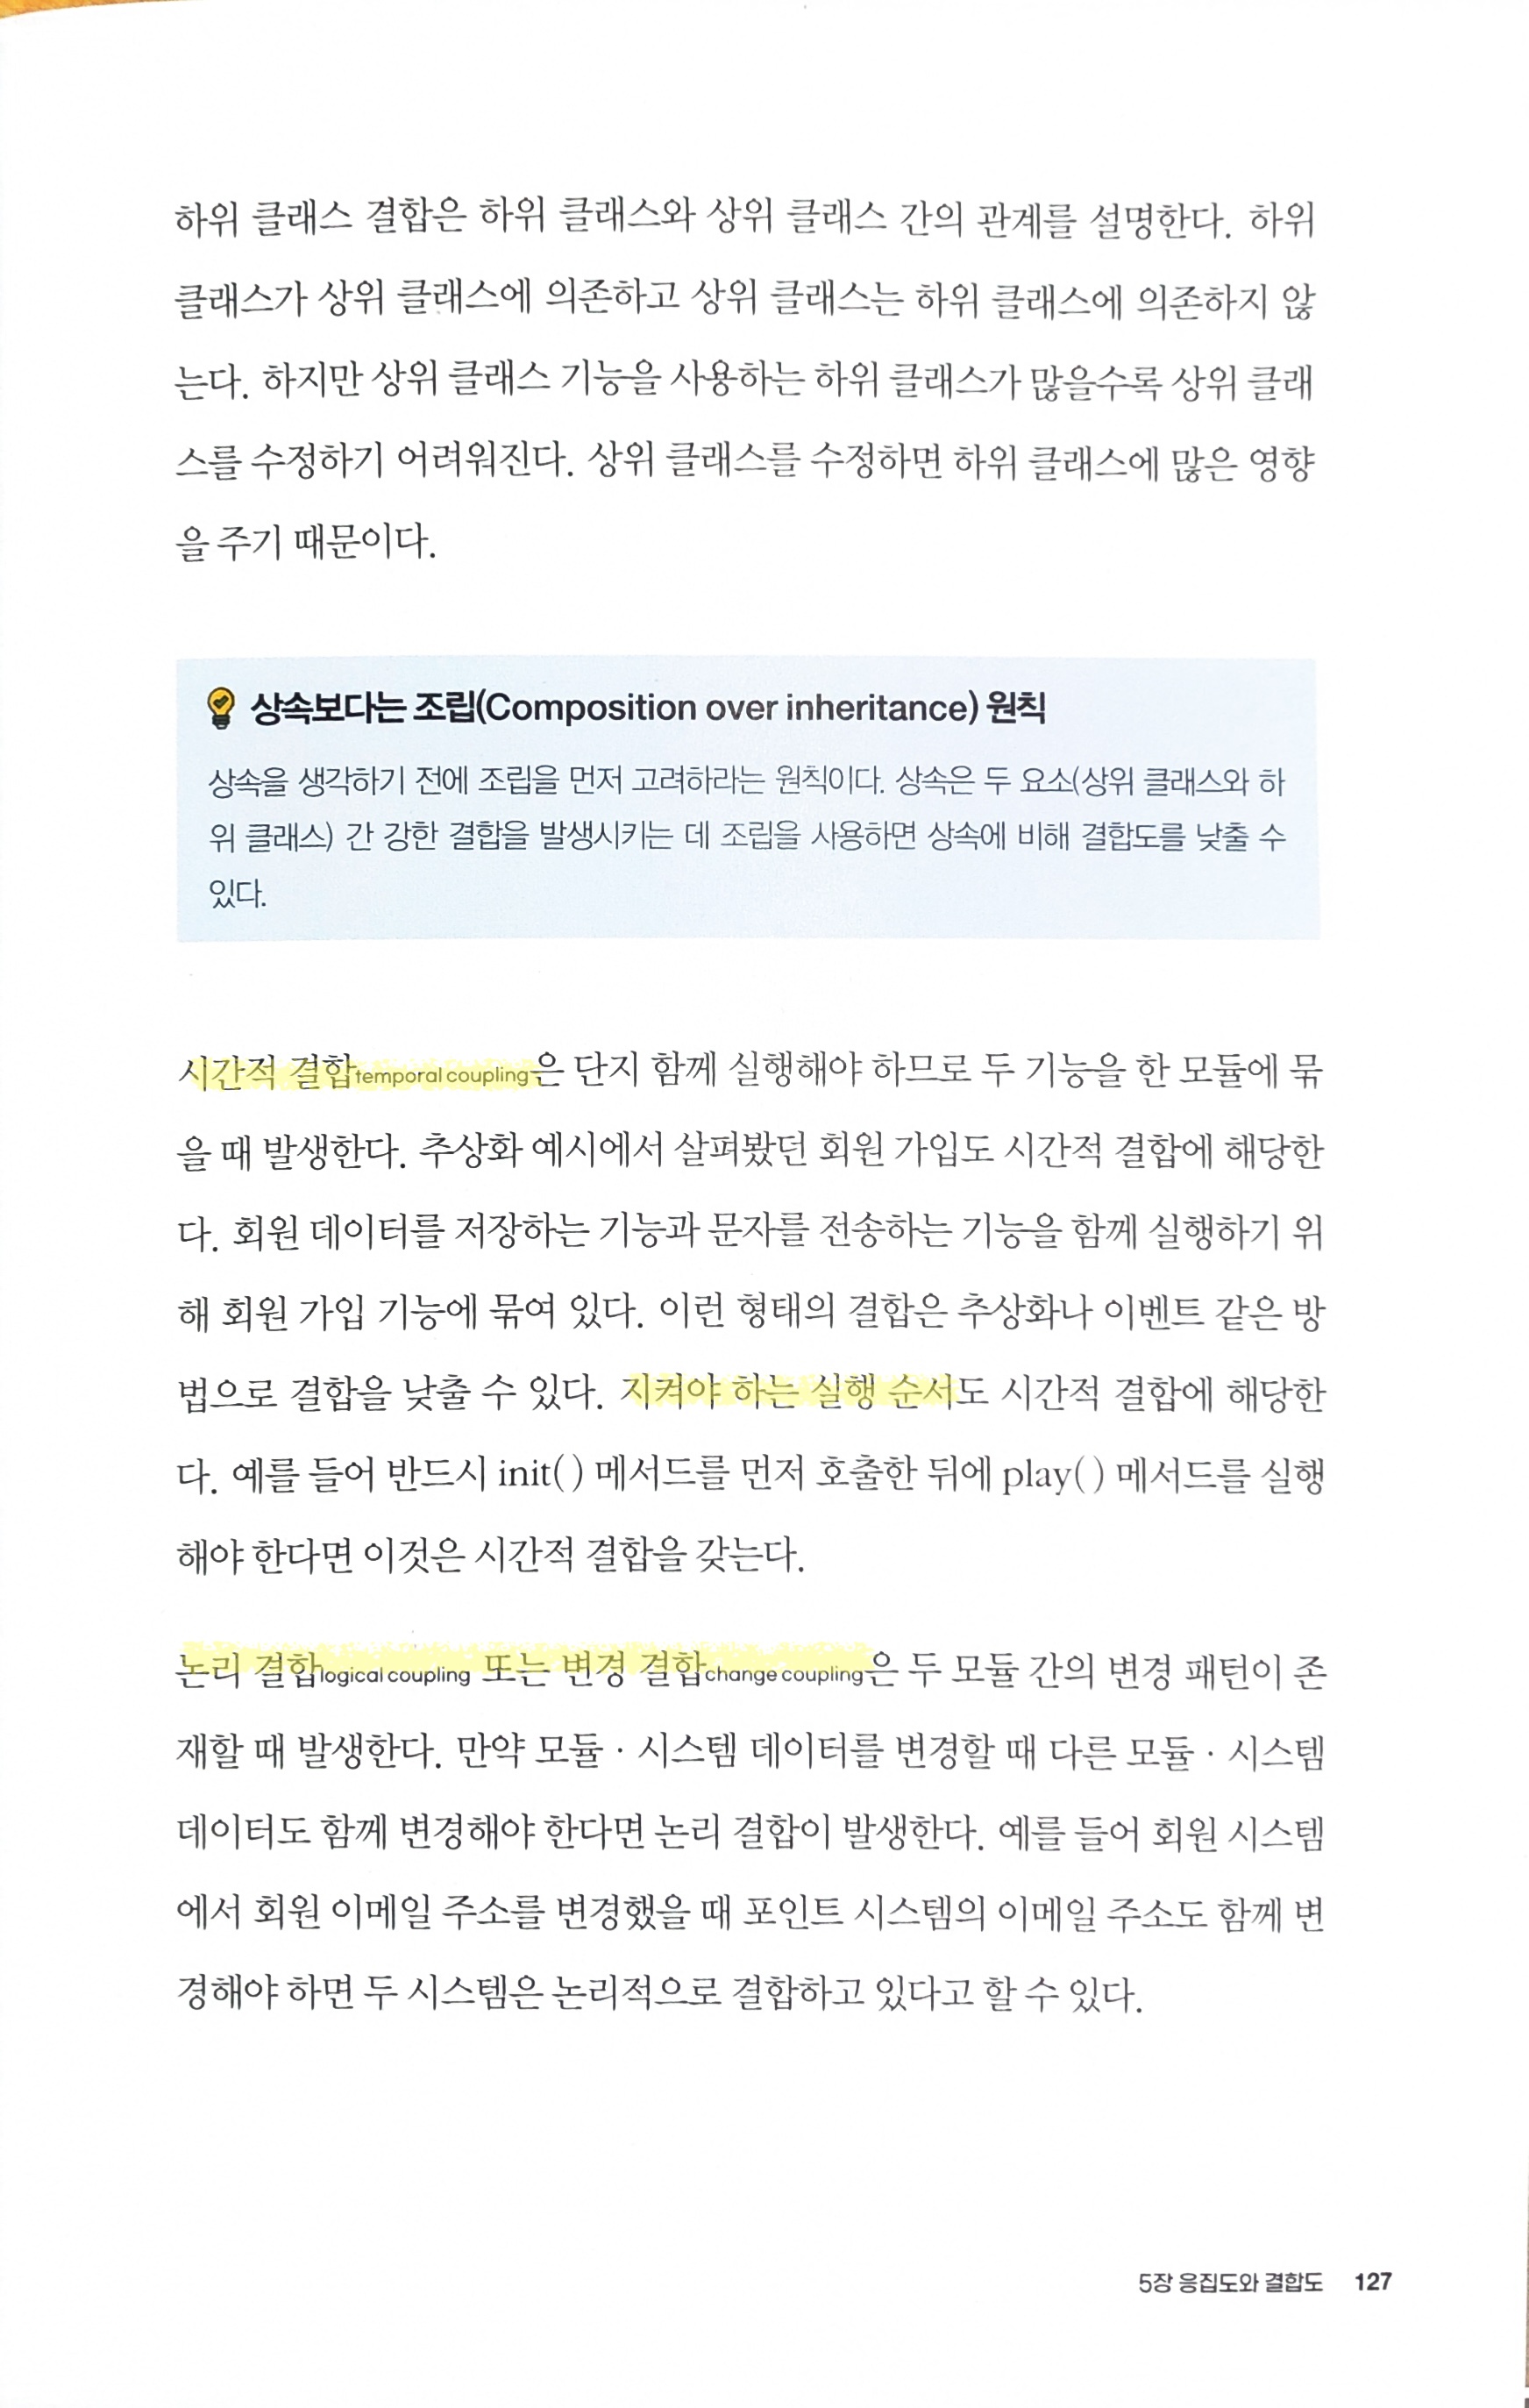 하위 클래스 결합은 하위 클래스와 상위 클래스 간의 관계를 설명한다. 하위
클래스가 상위 클래스에 의존하고 상위 클래스는 하위 클래스에 의존하지 않
는다. 하지만 상위 클래스 기능을 사용하는 하위 클래스가 많을수록 상위 클래
스를 수정하기 어려워진다. 상위 클래스를 수정하면 하위 클래스에 많은 영향
을 주기 때문이다.
상속보다는 조립(Composition over inheritance) 원칙
상속을 생각하기 전에 조립을 먼저 고려하라는 원칙이다. 상속은 두 요소(상위 클래스와 하
위 클래스) 간 강한 결합을 발생시키는 데 조립을 사용하면 상속에 비해 결합도를 낮출 수
있다.
시간적 결합temporal coupling은 단지 함께 실행해야 하므로 두 기능을 한 모듈에 묶
을 때 발생한다. 추상화 예시에서 살펴봤던 회원 가입도 시간적 결합에 해당한
다. 회원 데이터를 저장하는 기능과 문자를 전송하는 기능을 함께 실행하기 위
해 회원 가입 기능에 묶여 있다. 이런 형태의 결합은 추상화나 이벤트 같은 방
법으로 결합을 낮출 수 있다. 지켜야 하는 실행 순서도 시간적 결합에 해당한
다. 예를 들어 반드시 init( ) 메서드를 먼저 호출한 뒤에 play( ) 메서드를 실행
해야 한다면 이것은 시간적 결합을 갖는다.
논리 결합logical coupling 또는 변경 결합change coupling은 두 모듈 간의 변경 패턴이 존
재할 때 발생한다. 만약 모듈 · 시스템 데이터를 변경할 때 다른 모듈 · 시스템
데이터도 함께 변경해야 한다면 논리 결합이 발생한다. 예를 들어 회원 시스템
에서 회원 이메일 주소를 변경했을 때 포인트 시스템의 이메일 주소도 함께 변
경해야 하면 두 시스템은 논리적으로 결합하고 있다고 할 수 있다.
5장 응집도와 결합도 127